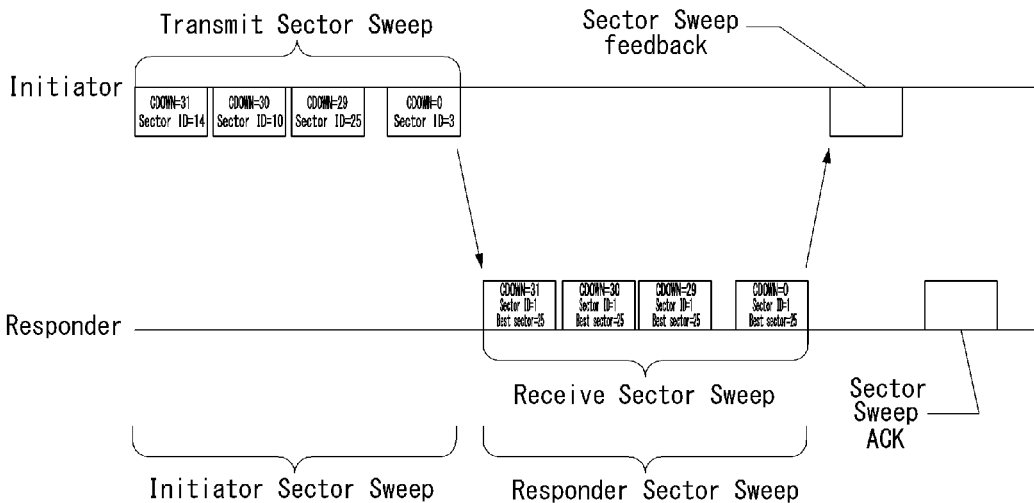 Transmit Sector Sweep
Sector Sweep
feedback
Initiator
CDOWN=31
Sector ID=14
CDOWN=30
Sector ID=10
CDOWN=29
Sector ID=25
CDOWN=0
Sector ID=3
Responder
CDOWN=31
Sector ID=1
Best sector=25
CDOWN=30
Sector ID=1
Best sector=25
CDOWN=29
Sector ID=1
Best sector=25
CDOWN=0
Sector ID=1
Best sector=25
Receive Sector Sweep
Sector
Sweep
ACK
Initiator Sector Sweep
Responder Sector Sweep